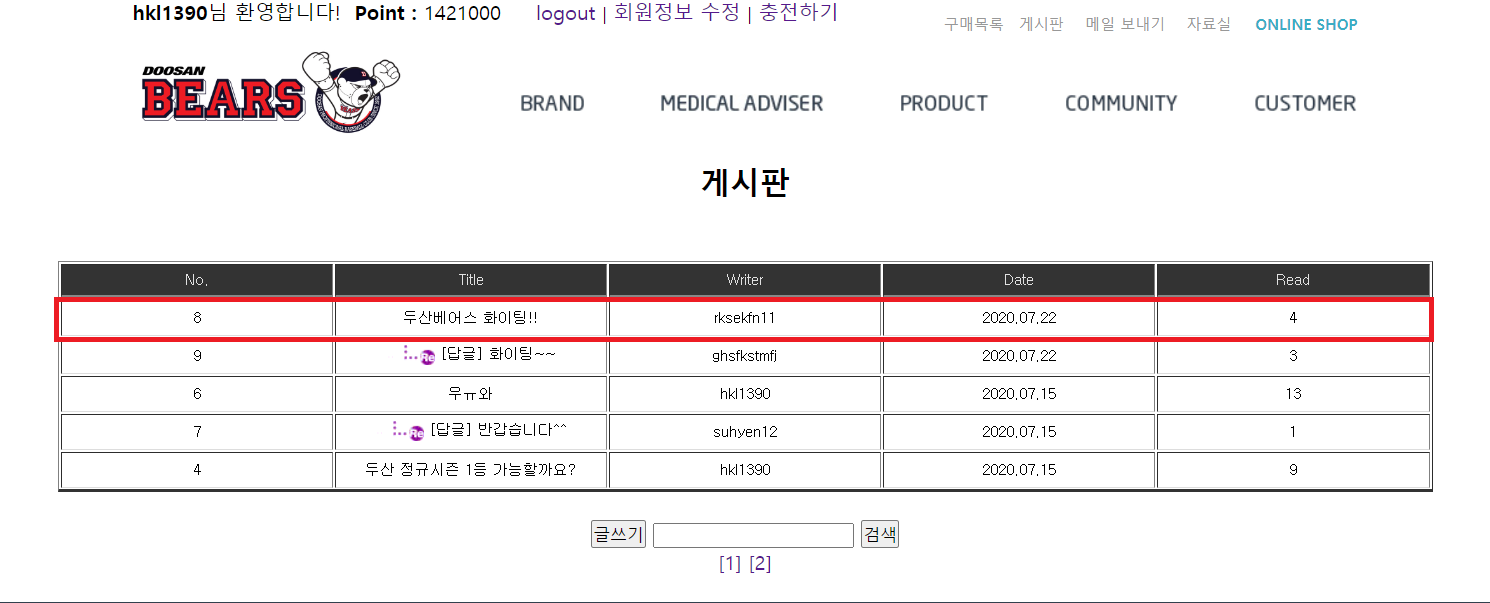 hkl1390님 환영합니다! Point : 1421000 logout | 회원정보 수정 | 충전하기
구매목록 게시판 메일 보내기 자료실 ONLINE SHOP
DOOSAN
BEARS
BRAND MEDICAL ADVISER PRODUCT COMMUNITY CUSTOMER
게시판
No. Title Writer Date Read
8 두산베어스 화이팅!! rksekfn11 2020.07.22 4
9 Re [답글] 화이팅~~ ghsfkstmfj 2020.07.22 3
6 우ㅠ와 hkl1390 2020.07.15 13
7 Re [답글] 반갑습니다^^ suhyen12 2020.07.15 1
4 두산 정규시즌 1등 가능할까요? hkl1390 2020.07.15 9
글쓰기 검색
[1] [2]